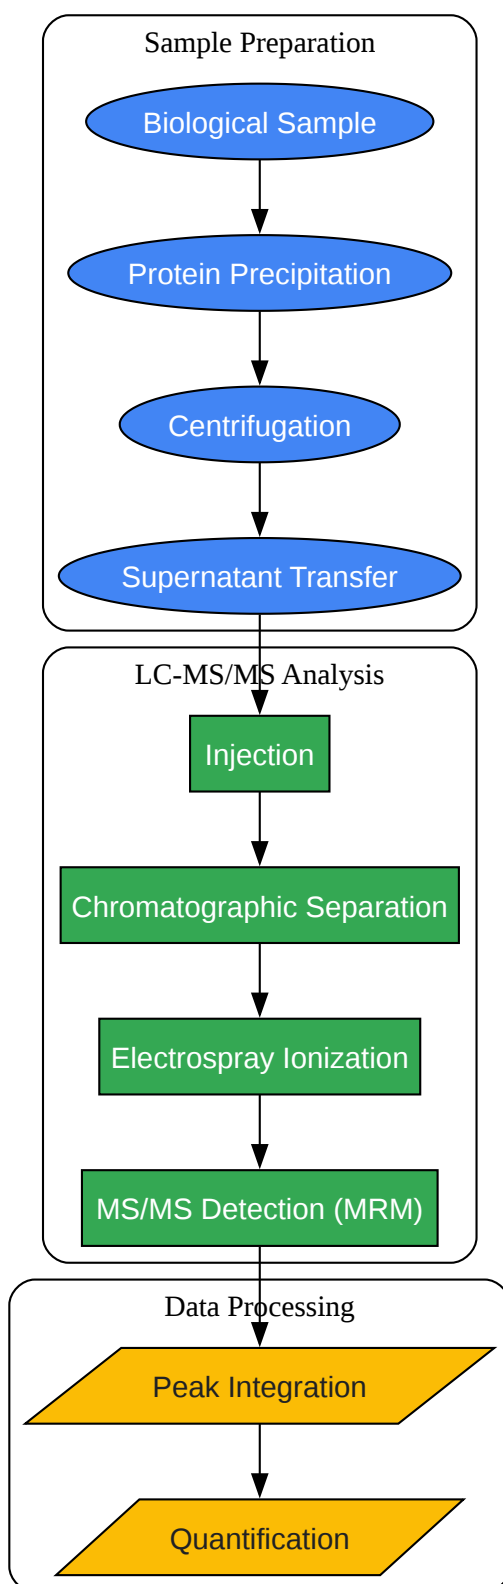 Sample Preparation
Biological Sample
Protein Precipitation
Centrifugation
Supernatant Transfer
LC-MS/MS Analysis
Injection
Chromatographic Separation
Electrospray Ionization
MS/MS Detection (MRM)
Data Processing
Peak Integration
Quantification